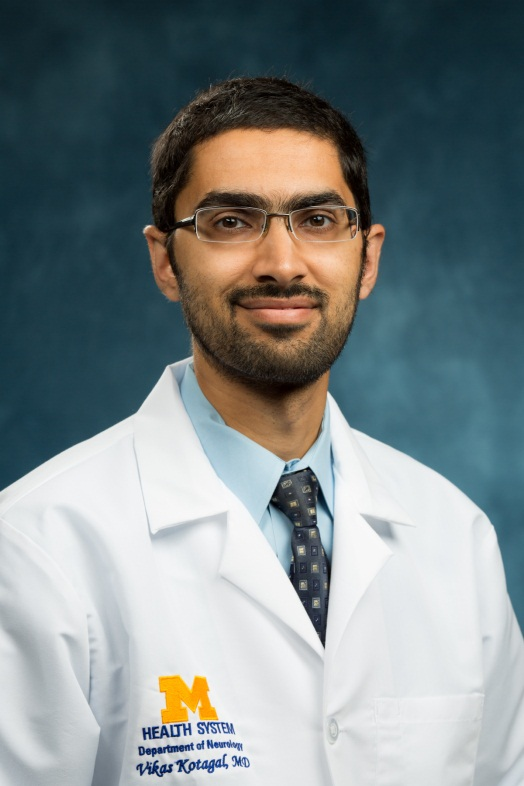 M
HEALTH SYSTEM
Department of Neurology
Vikas Kotagal, MD